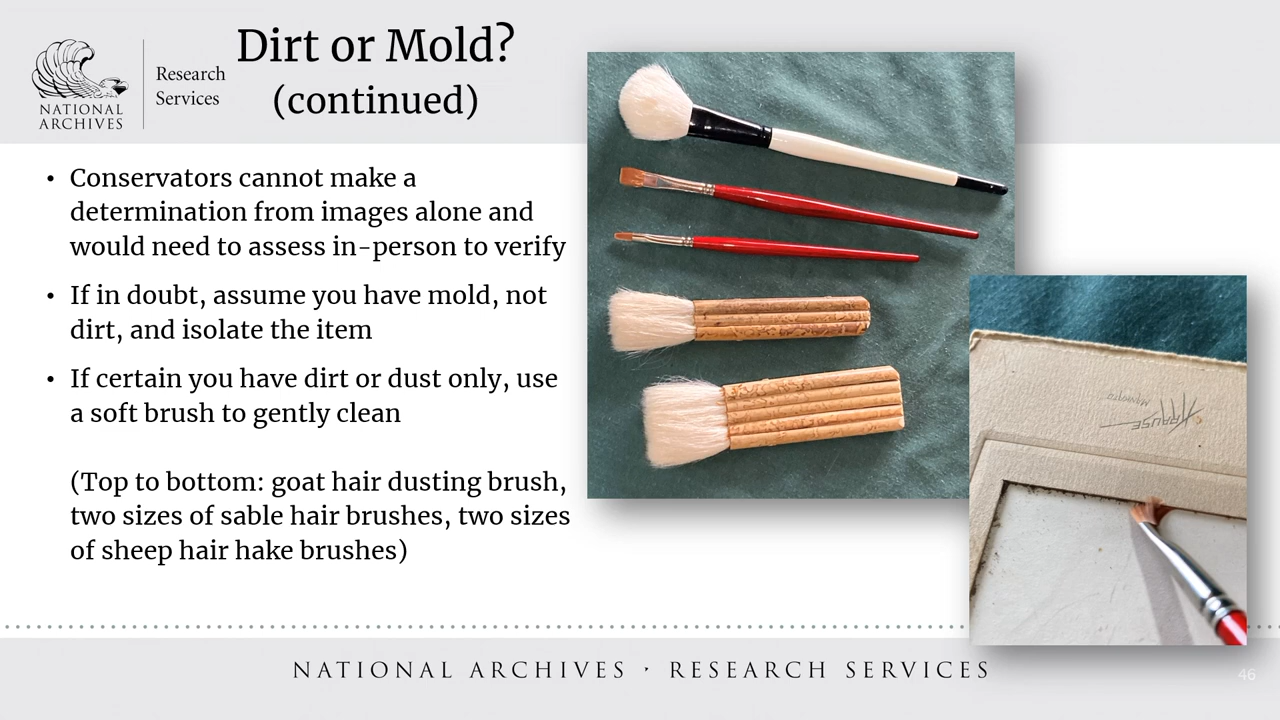 Dirt or Mold?
(continued)
Research
Services
NATIONAL
ARCHIVES
• Conservators cannot make a
determination from images alone and
would need to assess in-person to verify
• If in doubt, assume you have mold, not
dirt, and isolate the item
• If certain you have dirt or dust only, use
a soft brush to gently clean
(Top to bottom: goat hair dusting brush,
two sizes of sable hair brushes, two sizes
of sheep hair hake brushes)
KRAUSE
NATIONAL ARCHIVES · RESEARCH SERVICES
46